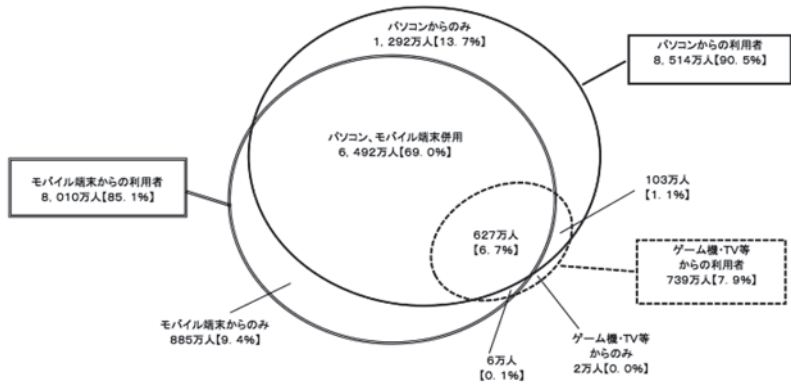 パソコンからのみ
1,292万人【13.7%】
パソコンからの利用者
8,514万人【90.5%】
パソコン、モバイル端末併用
6,492万人【69.0%】
モバイル端末からの利用者
8,010万人【85.1%】
103万人
【1.1%】
627万人
【6.7%】
ゲーム機・TV等
からの利用者
739万人【7.9%】
モバイル端末からのみ
885万人【9.4%】
ゲーム機・TV等
からのみ
2万人【0.0%】
6万人
【0.1%】